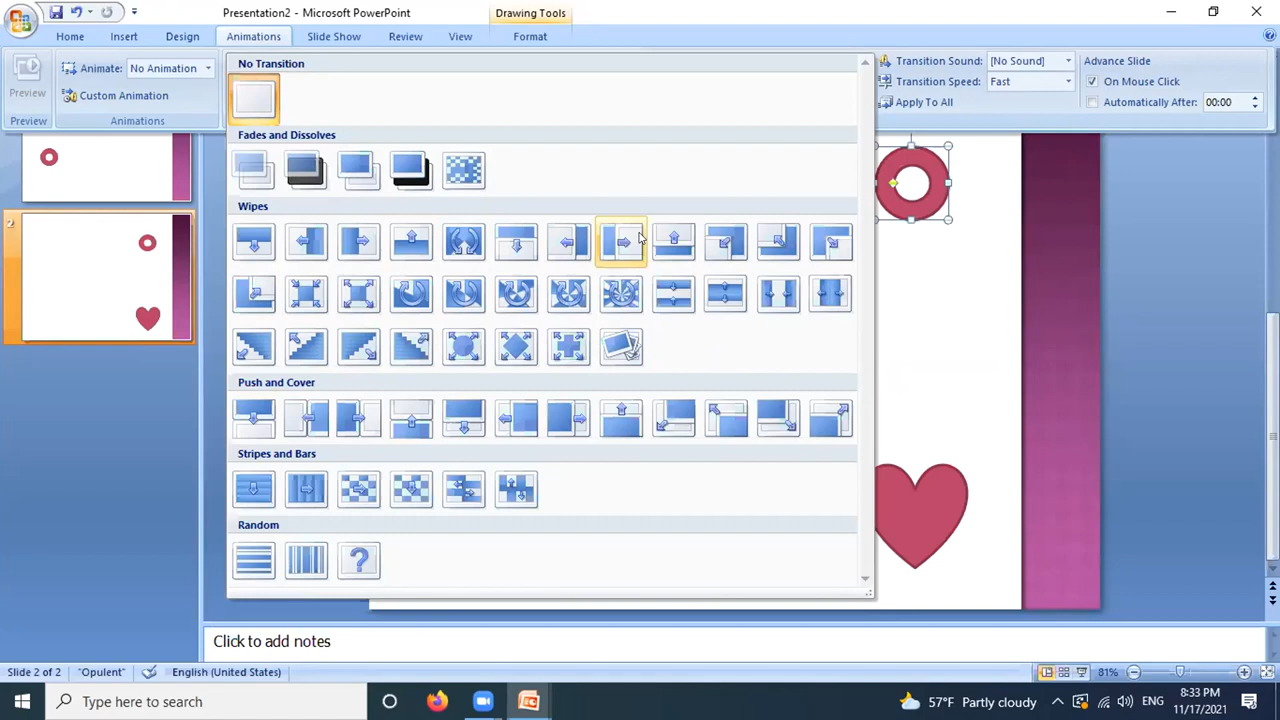 Presentation2 - Microsoft PowerPoint
Drawing Tools
Home Insert Design Animations Slide Show Review View Format
Preview
Preview
Animate: No Animation
Custom Animation
Animations
No Transition
Fades and Dissolves
Wipes
Push and Cover
Stripes and Bars
Random
?
Transition Sound: [No Sound]
Transition Speed: Fast
Apply To All
Advance Slide
On Mouse Click
Automatically After: 00:00
2
Click to add notes
Slide 2 of 2 "Opulent" English (United States) 81%
Type here to search
57°F Partly cloudy
ENG
8:33 PM
11/17/2021